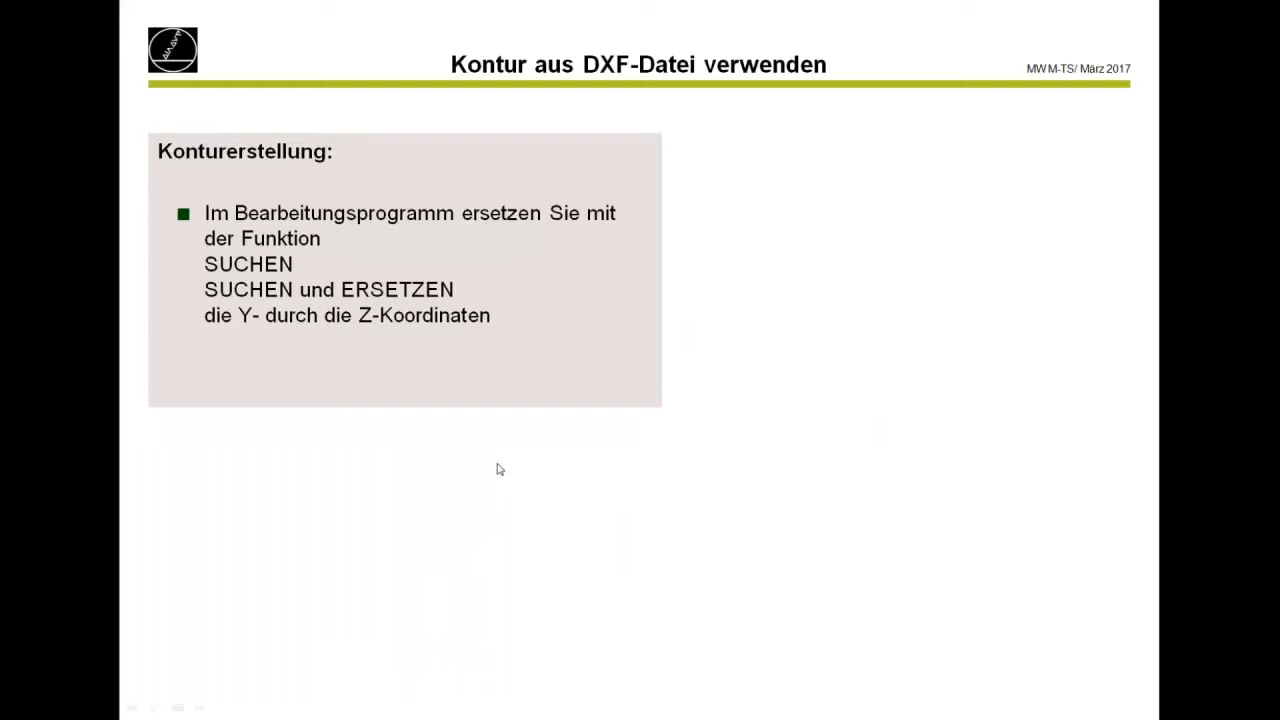 Kontur aus DXF-Datei verwenden
MWM-TS/ März 2017
Konturerstellung:
Im Bearbeitungsprogramm ersetzen Sie mit
der Funktion
SUCHEN
SUCHEN und ERSETZEN
die Y- durch die Z-Koordinaten